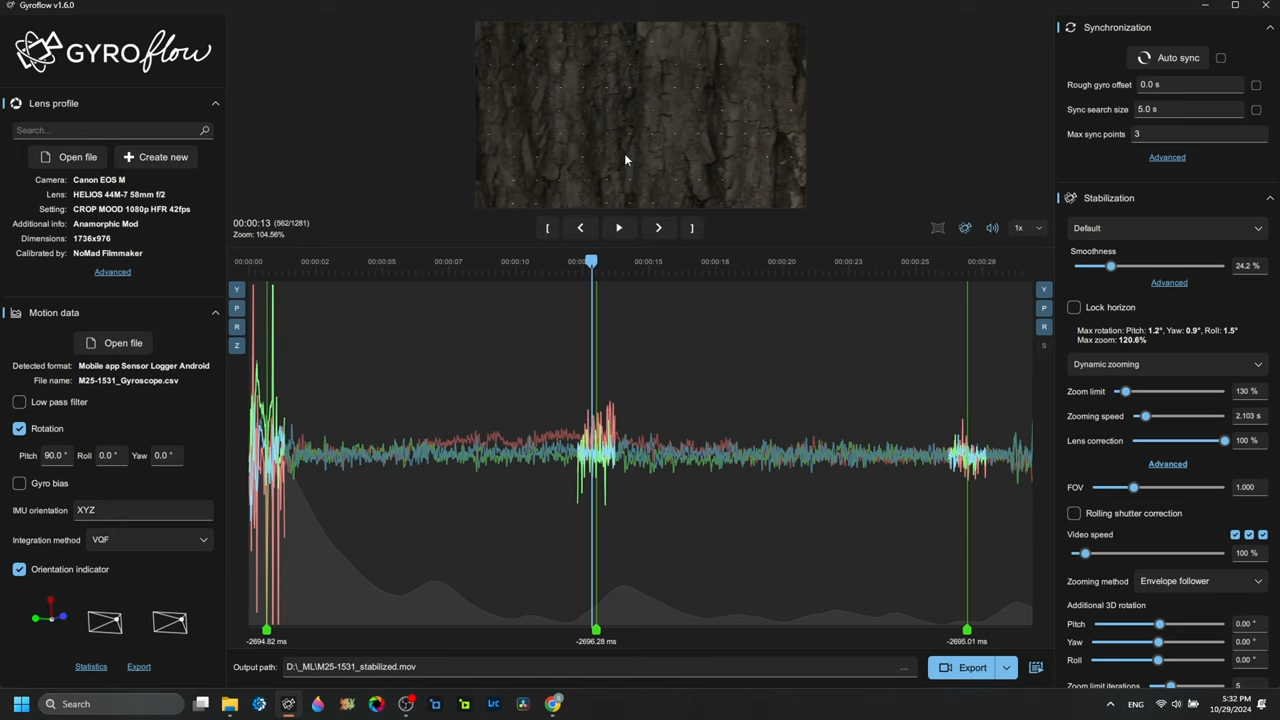 Gyroflow v1.6.0
GYROflow
Lens profile
Search...
Open file
Create new
Camera: Canon EOS M
Lens: HELIOS 44M-7 58mm f/2
Setting: CROP MOOD 1080p HFR 42fps
Additional info: Anamorphic Mod
Dimensions: 1736x976
Calibrated by: NoMad Filmmaker
Advanced
Motion data
Open file
Detected format: Mobile app Sensor Logger Android
File name: M25-1531_Gyroscope.csv
Low pass filter
Rotation
Pitch 90.0 ° Roll 0.0 ° Yaw 0.0 °
Gyro bias
IMU orientation XYZ
Integration method VQF
Orientation indicator
Statistics Export
00:00:13 (562/1281)
Zoom: 104.56%
[ ]
1x
00:00:00 00:00:02 00:00:05 00:00:07 00:00:10 00:00 00:00:15 00:00:18 00:00:20 00:00:23 00:00:25 00:00:28
Y Y
P P
R R
Z S
-2694.82 ms -2696.28 ms -2695.01 ms
Output path: D:\_ML\M25-1531_stabilized.mov ... Export
Synchronization
Auto sync
Rough gyro offset 0.0 s
Sync search size 5.0 s
Max sync points 3
Advanced
Stabilization
Default
Smoothness
24.2 %
Advanced
Lock horizon
Max rotation: Pitch: 1.2°, Yaw: 0.9°, Roll: 1.5°
Max zoom: 120.6%
Dynamic zooming
Zoom limit 130 %
Zooming speed 2.103 s
Lens correction 100 %
Advanced
FOV 1.000
Rolling shutter correction
Video speed
100 %
Zooming method Envelope follower
Additional 3D rotation
Pitch 0.00 °
Yaw 0.00 °
Roll 0.00 °
Zoom limit iterations 5
Search
LrC
ENG
5:32 PM
10/29/2024